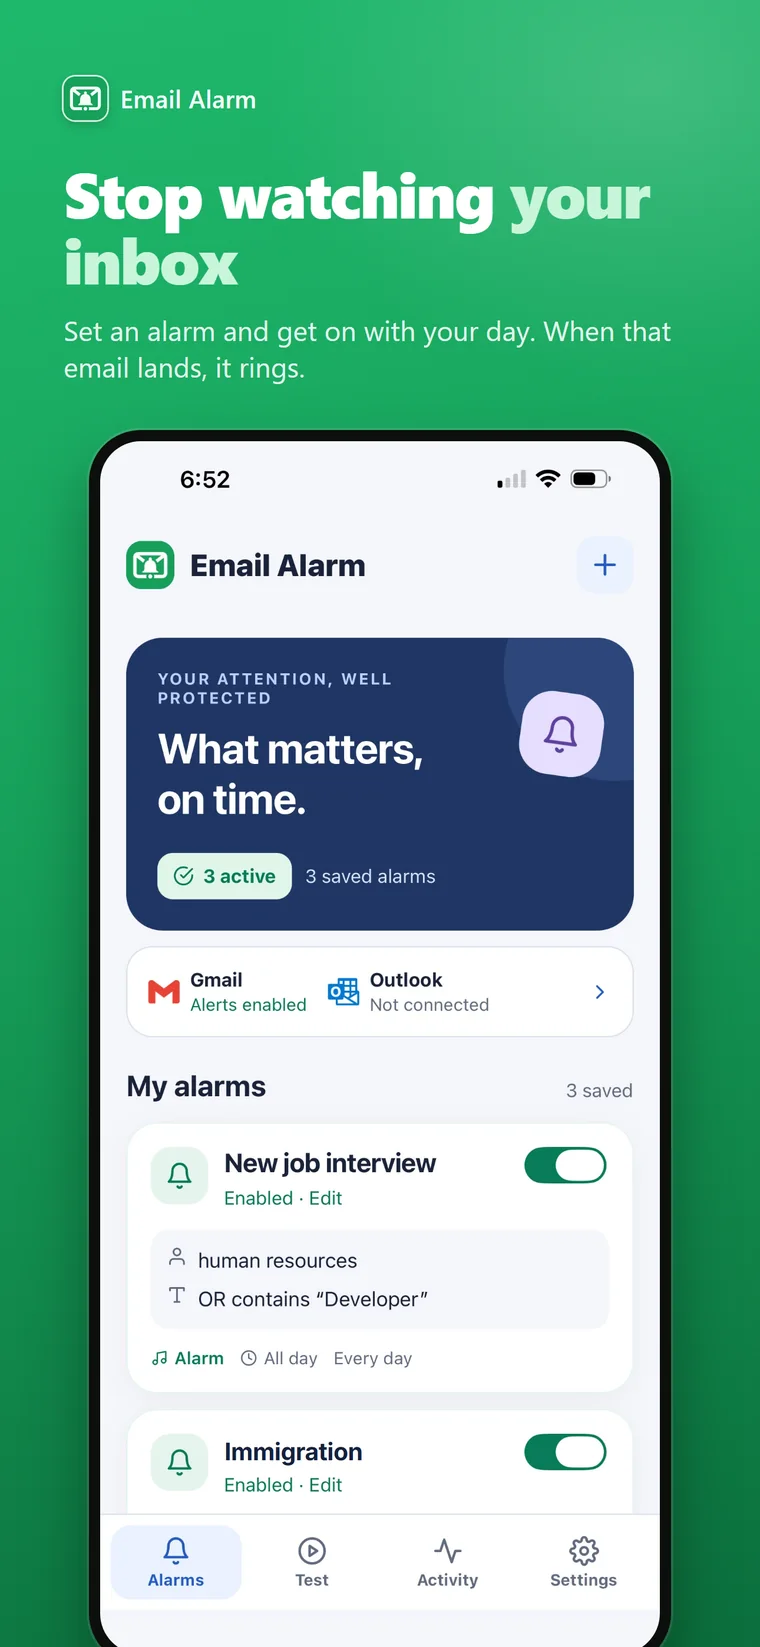 Email Alarm
Stop watching your
inbox
Set an alarm and get on with your day. When that
email lands, it rings.
6:52
Email Alarm
YOUR ATTENTION, WELL
PROTECTED
What matters,
on time.
3 active
3 saved alarms
Gmail
Alerts enabled
Outlook
Not connected
My alarms
3 saved
New job interview
Enabled · Edit
human resources
OR contains “Developer”
Alarm
All day
Every day
Immigration
Enabled · Edit
Alarms
Test
Activity
Settings